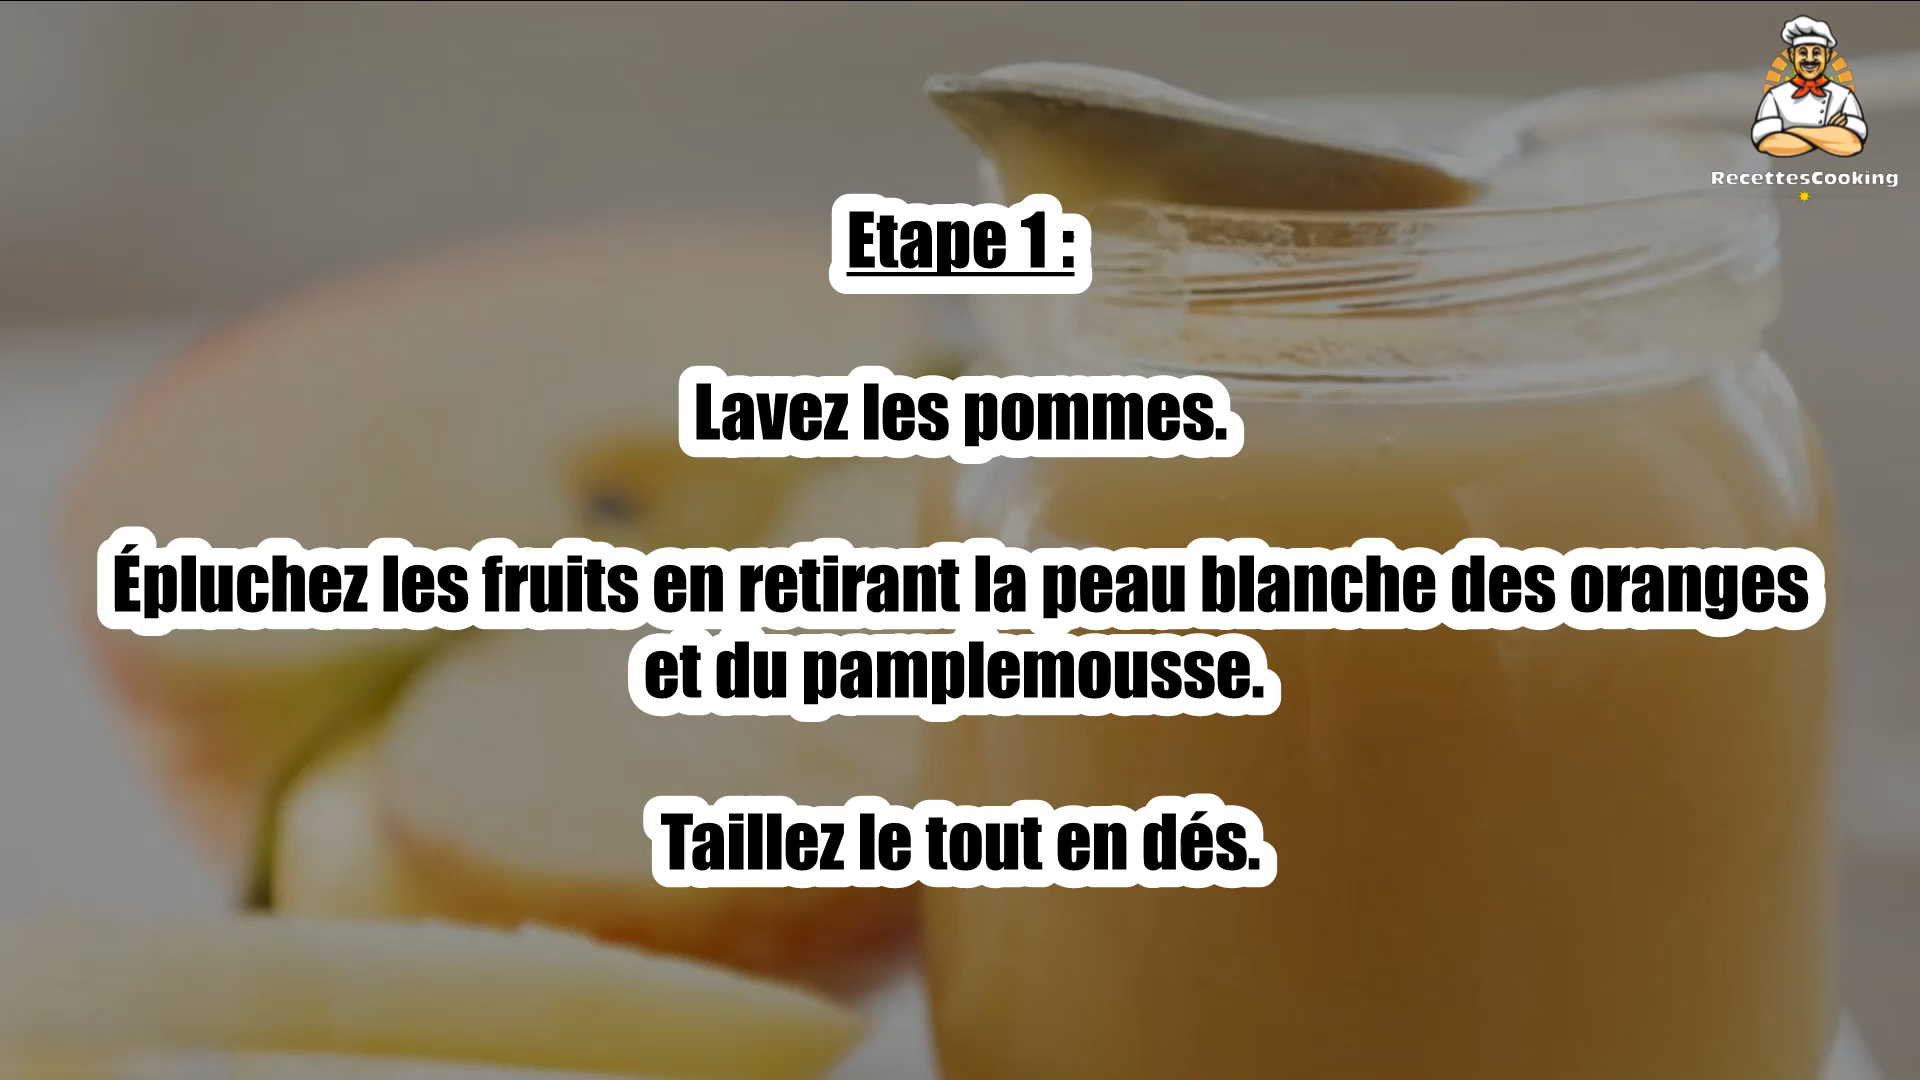 RecettesCooking
Etape 1 :
Lavez les pommes.
Épluchez les fruits en retirant la peau blanche des oranges
et du pamplemousse.
Taillez le tout en dés.